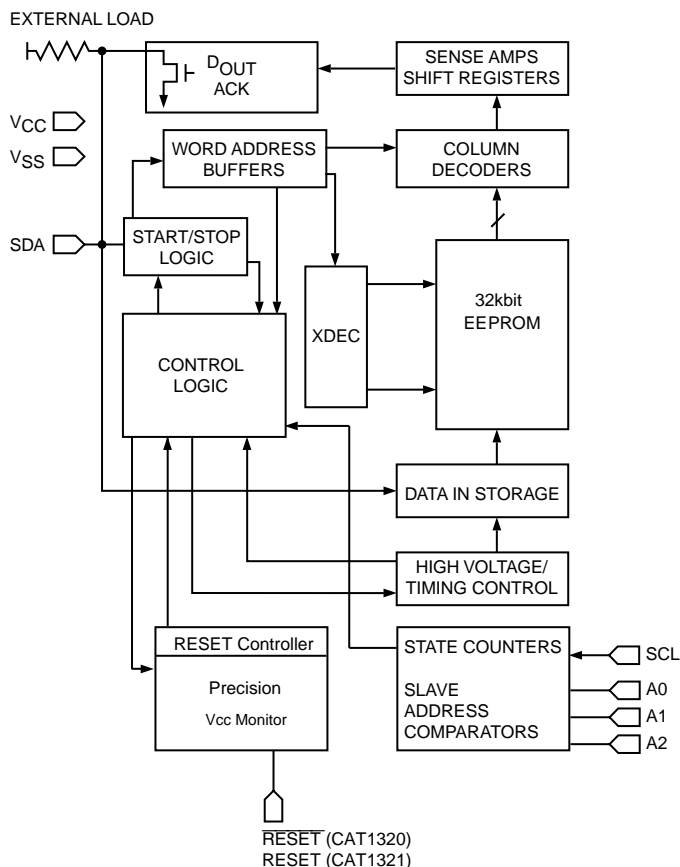 EXTERNAL LOAD
DOUT
ACK
SENSE AMPS
SHIFT REGISTERS
VCC
VSS
WORD ADDRESS
BUFFERS
COLUMN
DECODERS
SDA
START/STOP
LOGIC
XDEC
32kbit
EEPROM
CONTROL
LOGIC
DATA IN STORAGE
HIGH VOLTAGE/
TIMING CONTROL
RESET Controller
Precision
Vcc Monitor
STATE COUNTERS
SLAVE
ADDRESS
COMPARATORS
SCL
A0
A1
A2
RESET (CAT1320)
RESET (CAT1321)